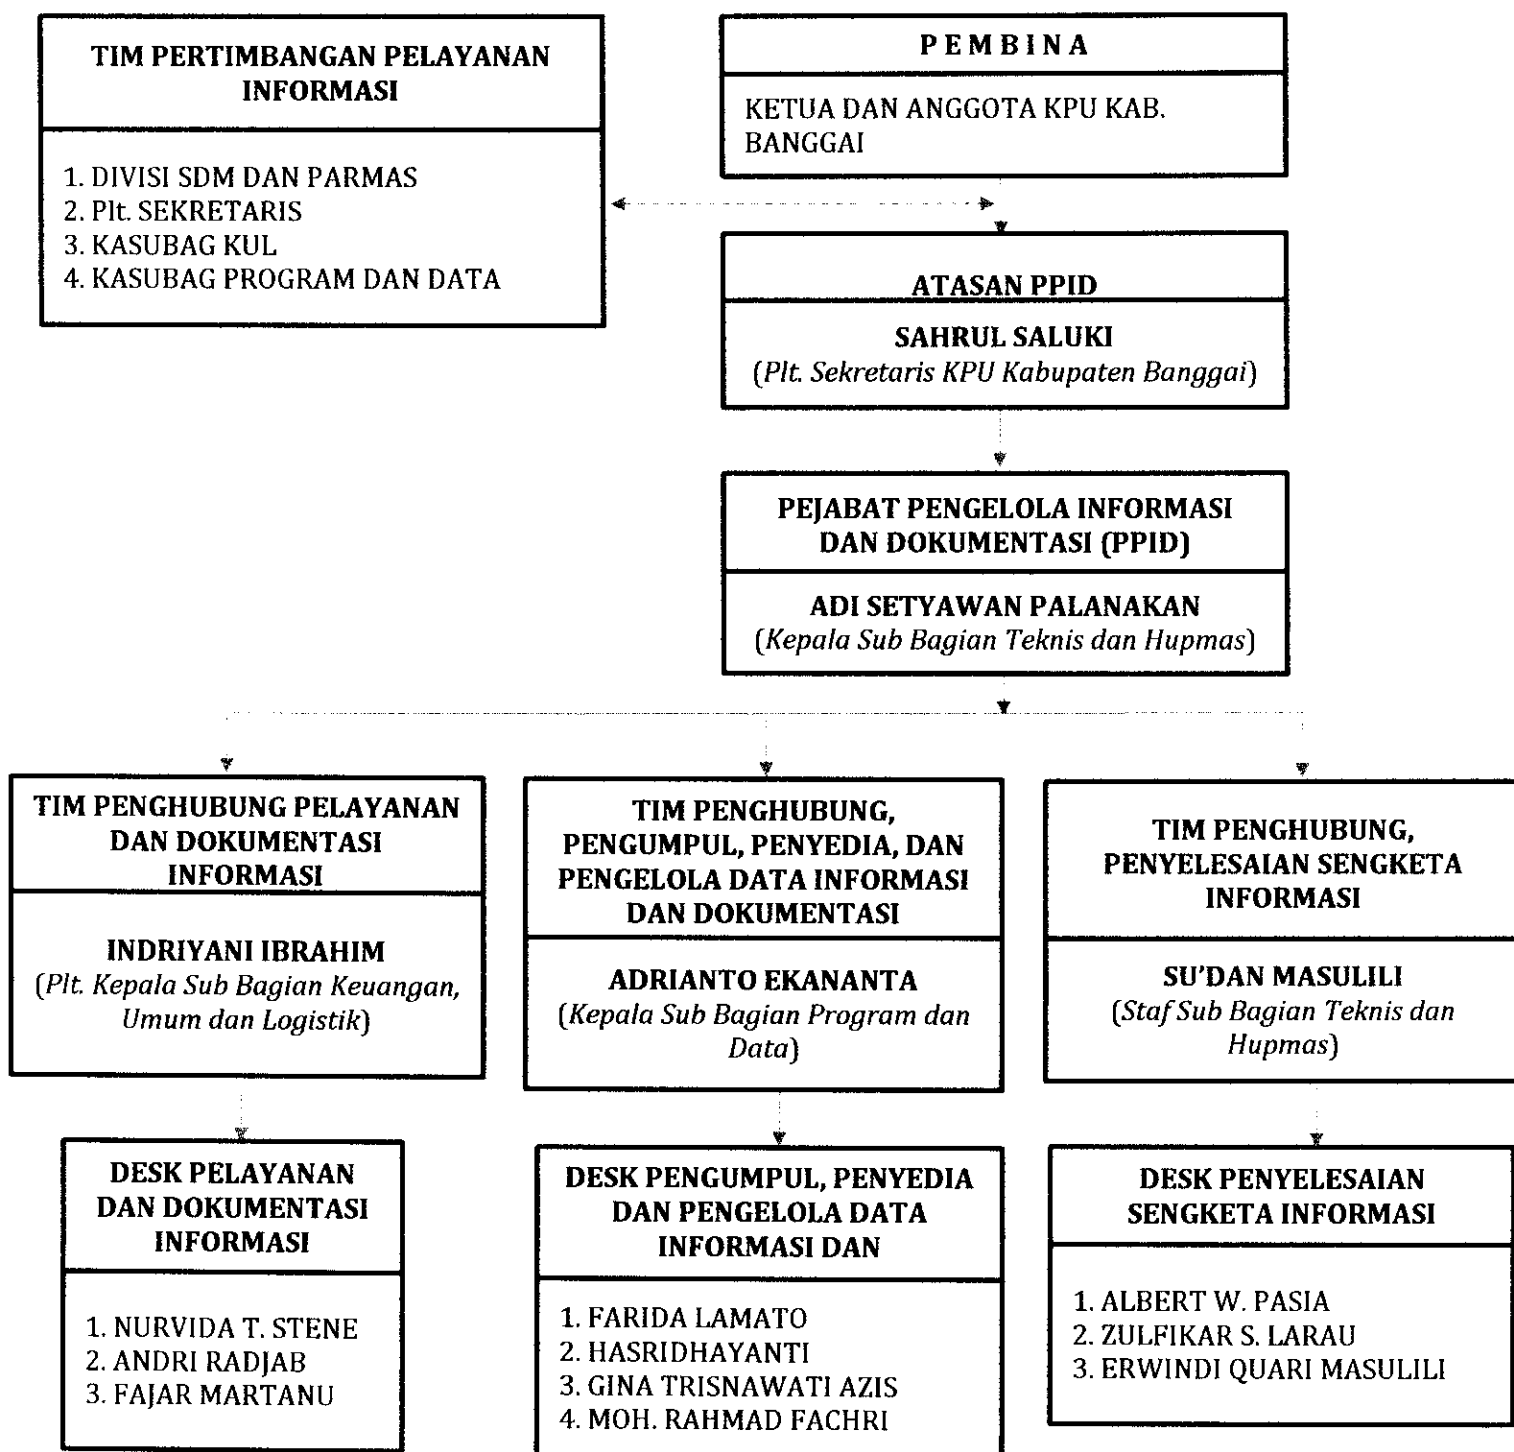 TIM PERTIMBANGAN PELAYANAN
INFORMASI
1. DIVISI SDM DAN PARMAS
2. Plt. SEKRETARIS
3. KASUBAG KUL
4. KASUBAG PROGRAM DAN DATA
P E M B I N A
KETUA DAN ANGGOTA KPU KAB.
BANGGAI
ATASAN PPID
SAHRUL SALUKI
(Plt. Sekretaris KPU Kabupaten Banggai)
PEJABAT PENGELOLA INFORMASI
DAN DOKUMENTASI (PPID)
ADI SETYAWAN PALANAKAN
(Kepala Sub Bagian Teknis dan Hupmas)
TIM PENGHUBUNG PELAYANAN
DAN DOKUMENTASI
INFORMASI
INDRIYANI IBRAHIM
(Plt. Kepala Sub Bagian Keuangan,
Umum dan Logistik)
TIM PENGHUBUNG,
PENGUMPUL, PENYEDIA, DAN
PENGELOLA DATA INFORMASI
DAN DOKUMENTASI
ADRIANTO EKANANTA
(Kepala Sub Bagian Program dan
Data)
TIM PENGHUBUNG,
PENYELESAIAN SENGKETA
INFORMASI
SU'DAN MASULILI
(Staf Sub Bagian Teknis dan
Hupmas)
DESK PELAYANAN
DAN DOKUMENTASI
INFORMASI
1. NURVIDA T. STENE
2. ANDRI RADJAB
3. FAJAR MARTANU
DESK PENGUMPUL, PENYEDIA
DAN PENGELOLA DATA
INFORMASI DAN
1. FARIDA LAMATO
2. HASRIDHAYANTI
3. GINA TRISNAWATI AZIS
4. MOH. RAHMAD FACHRI
DESK PENYELESAIAN
SENGKETA INFORMASI
1. ALBERT W. PASIA
2. ZULFIKAR S. LARAU
3. ERWINDI QUARI MASULILI